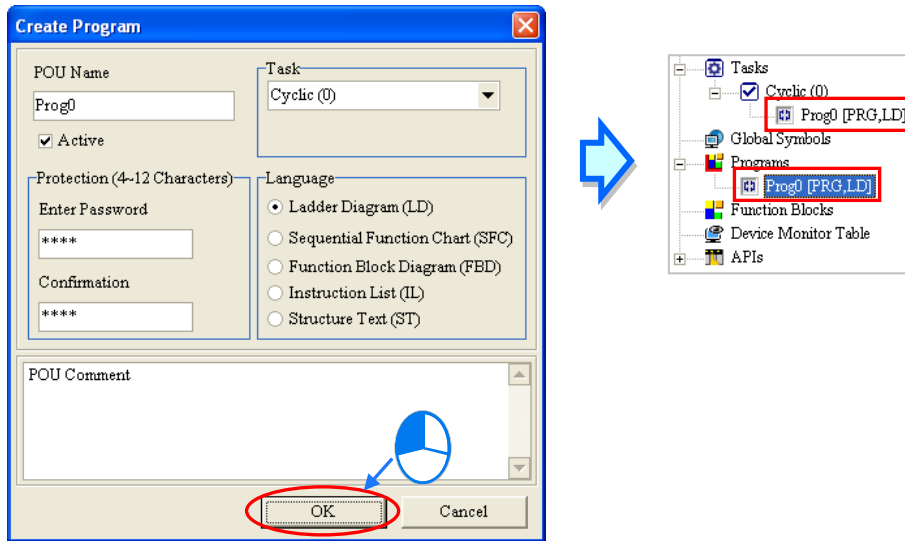 Create Program
POU Name
Prog0
Active
Task
Cyclic (0)
Protection (4~12 Characters)
Enter Password
****
Confirmation
****
Language
Ladder Diagram (LD)
Sequential Function Chart (SFC)
Function Block Diagram (FBD)
Instruction List (IL)
Structure Text (ST)
POU Comment
OK
Cancel
Tasks
Cyclic (0)
Prog0 [PRG,LD]
Global Symbols
Programs
Prog0 [PRG,LD]
Function Blocks
Device Monitor Table
APIs